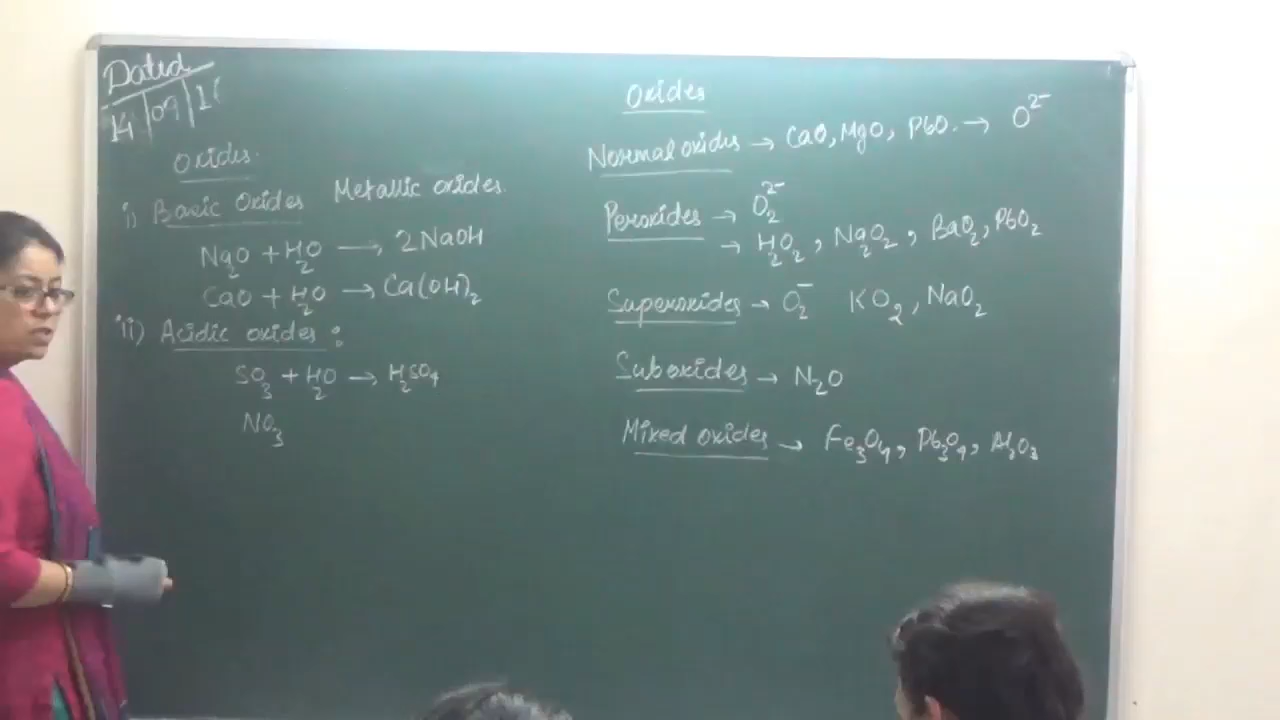 Dated
14/09/1
Oxides.
i) Basic Oxides Metallic oxides.
Na2O + H2O → 2NaOH
CaO + H2O → Ca(OH)2
ii) Acidic oxides :
SO3 + H2O → H2SO4
NO3
Oxides
Normal oxides → CaO, MgO, PbO. → O2-
Peroxides → O22-
→ H2O2, Na2O2, BaO2, PbO2
Superoxides → O2- KO2, NaO2
Suboxides → N2O
Mixed oxides → Fe3O4, Pb3O4, Al2O3